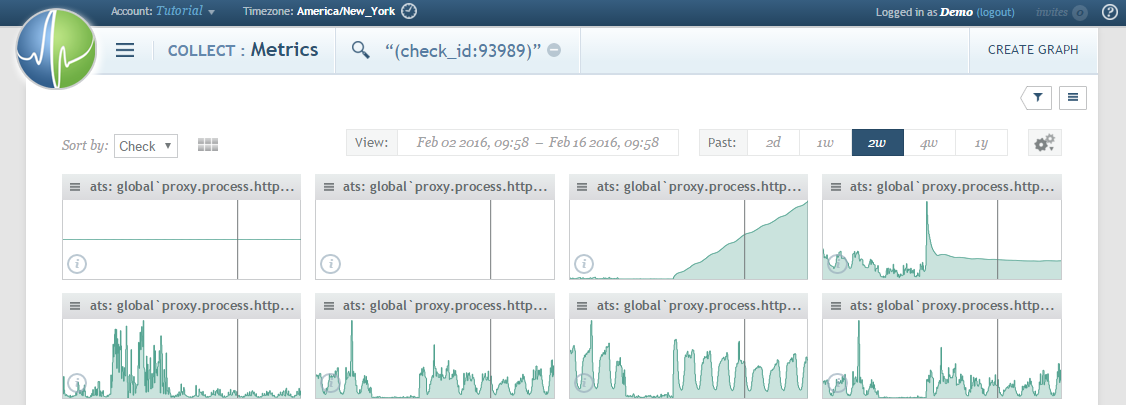 Account: Tutorial Timezone: America/New_York Logged in as Demo (logout) invites 0 ?
COLLECT : Metrics “(check_id:93989)” CREATE GRAPH
Sort by: Check View: Feb 02 2016, 09:58 – Feb 16 2016, 09:58 Past: 2d 1w 2w 4w 1y
ats: global`proxy.process.http... ats: global`proxy.process.http... ats: global`proxy.process.http... ats: global`proxy.process.http...
i i i i
ats: global`proxy.process.http... ats: global`proxy.process.http... ats: global`proxy.process.http... ats: global`proxy.process.http...
i i i i